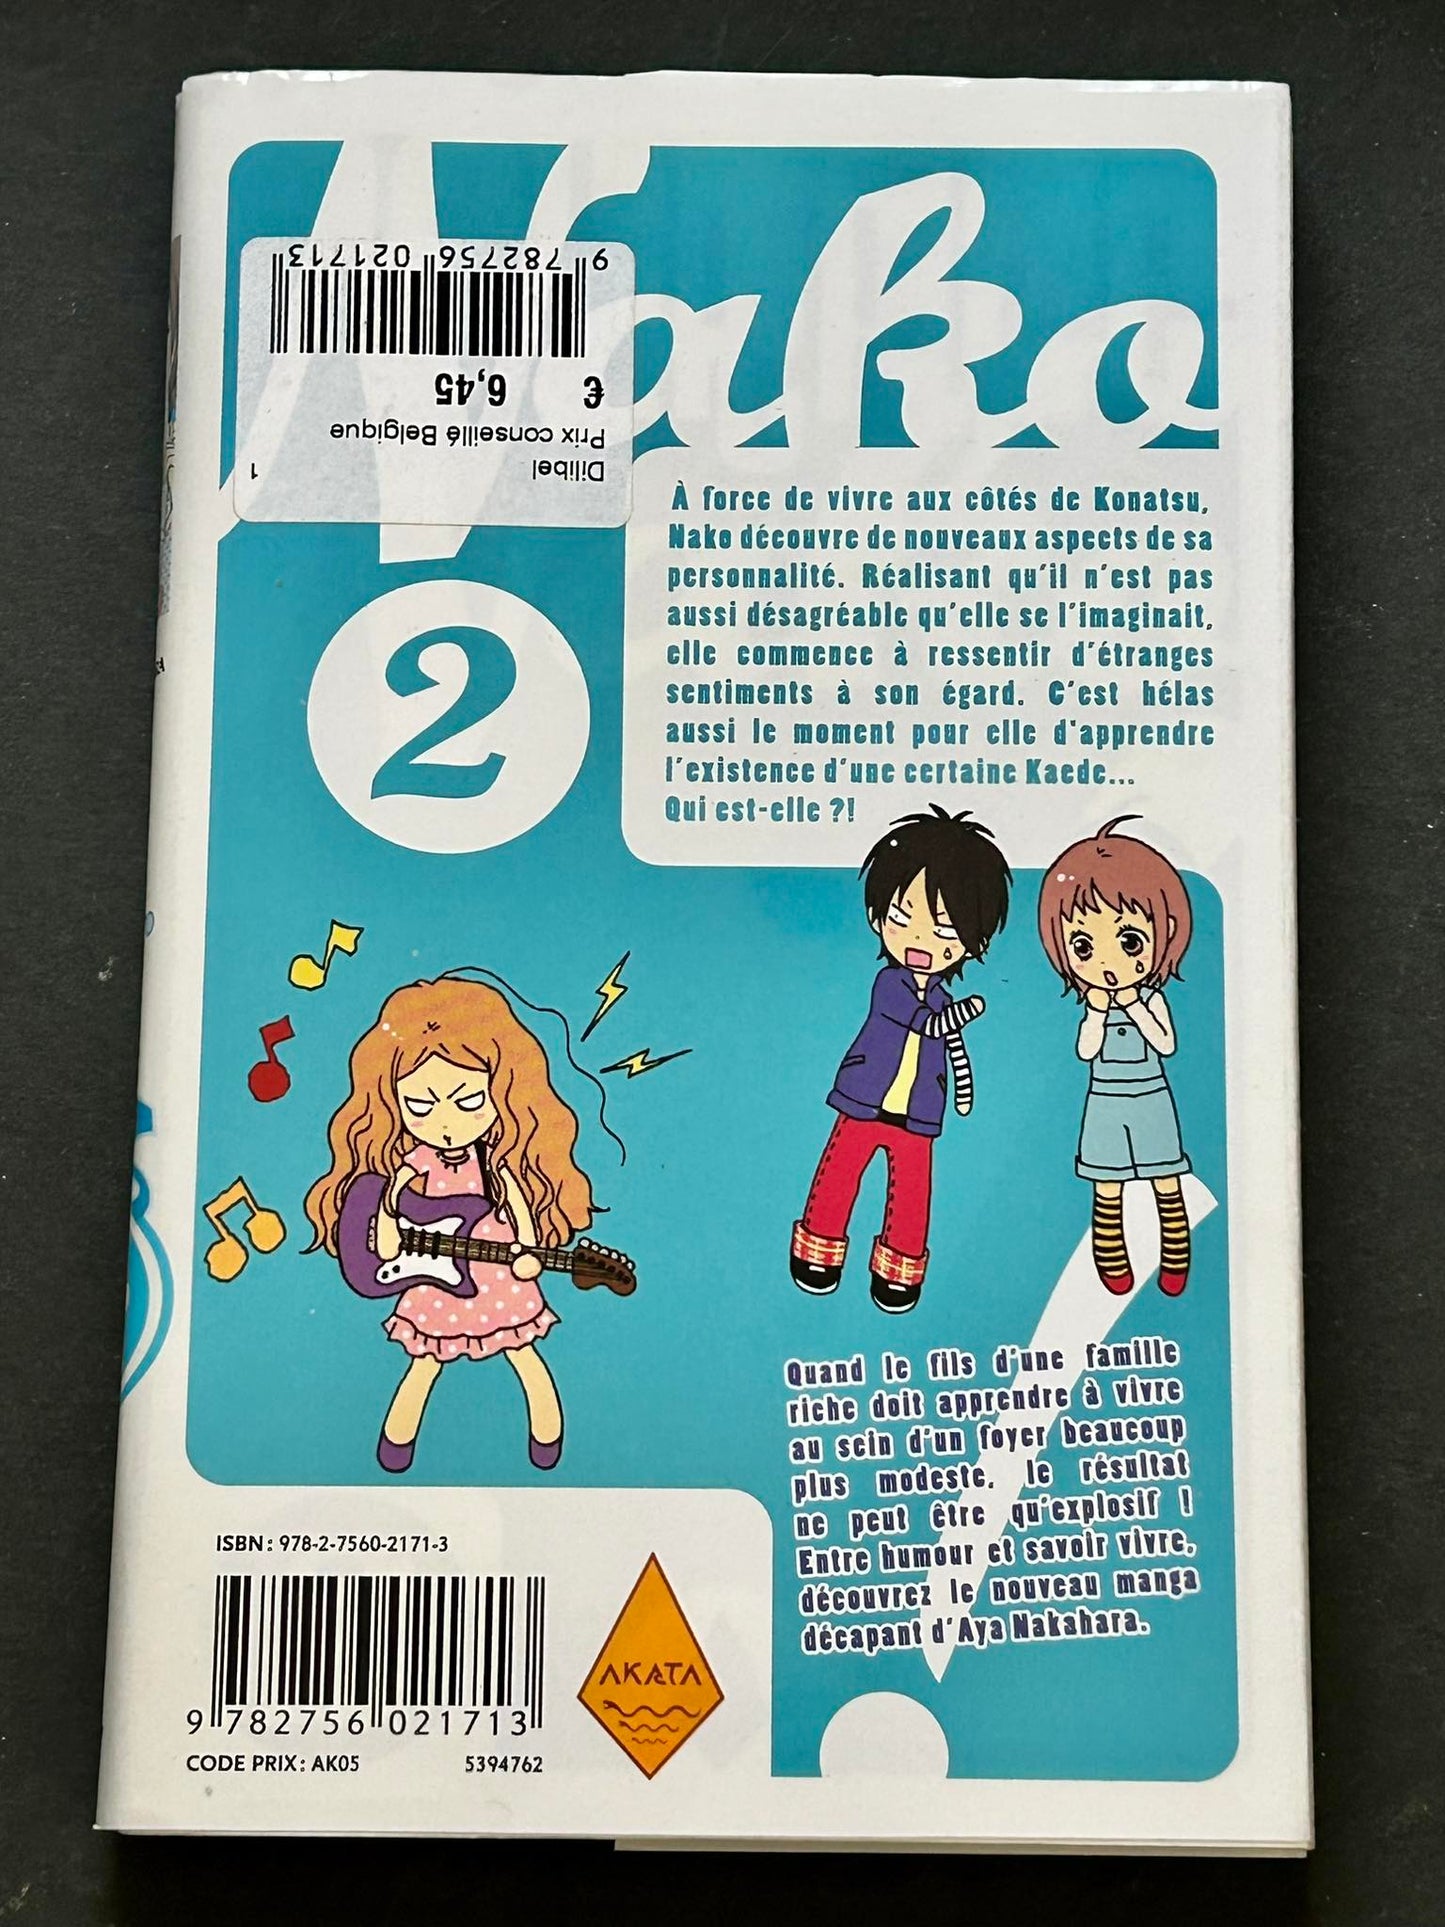 Nako
9 782756 021713
€ 6,45
Prix conseillé Belgique
Dilibel 1
2
À force de vivre aux côtés de Konatsu,
Nako découvre de nouveaux aspects de sa
personnalité. Réalisant qu'il n'est pas
aussi désagréable qu'elle se l'imaginait,
elle commence à ressentir d'étranges
sentiments à son égard. C'est hélas
aussi le moment pour elle d'apprendre
l'existence d'une certaine Kaede...
Qui est-elle ?!
Quand le fils d'une famille
riche doit apprendre à vivre
au sein d'un foyer beaucoup
plus modeste, le résultat
ne peut être qu'explosif !
Entre humour et savoir vivre,
découvrez le nouveau manga
décapant d'Aya Nakahara.
ISBN: 978-2-7560-2171-3
9 782756 021713
CODE PRIX: AK05 5394762
AKATA